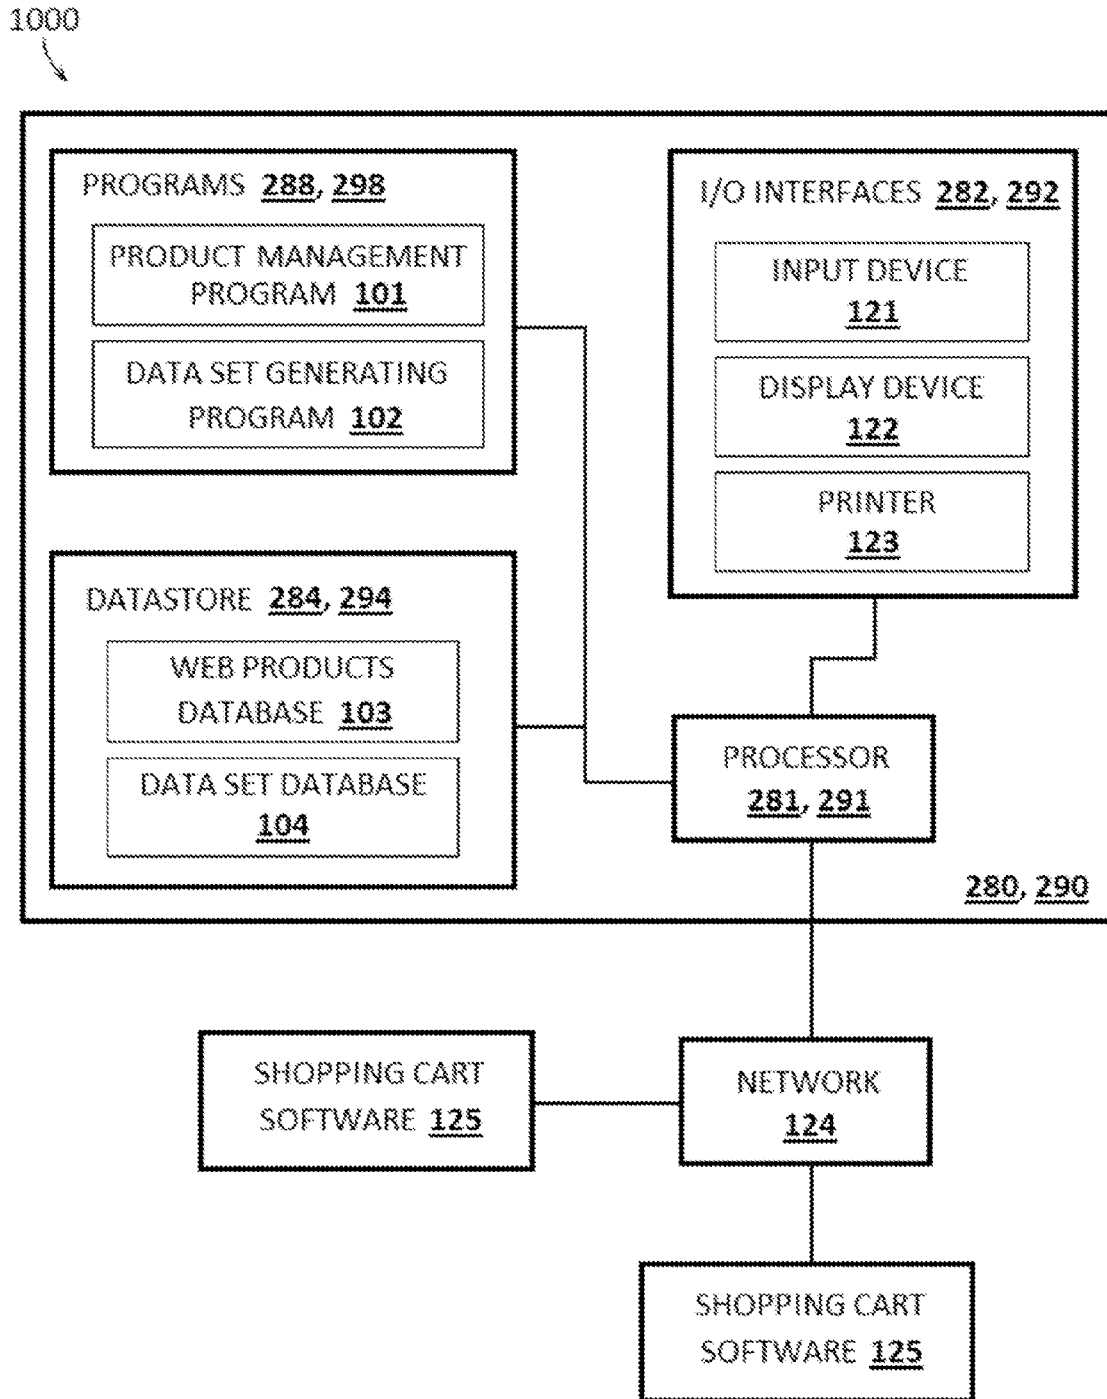 1000
PROGRAMS 288, 298
PRODUCT MANAGEMENT
PROGRAM 101
DATA SET GENERATING
PROGRAM 102
I/O INTERFACES 282, 292
INPUT DEVICE
121
DISPLAY DEVICE
122
PRINTER
123
DATASTORE 284, 294
WEB PRODUCTS
DATABASE 103
DATA SET DATABASE
104
PROCESSOR
281, 291
280, 290
SHOPPING CART
SOFTWARE 125
NETWORK
124
SHOPPING CART
SOFTWARE 125